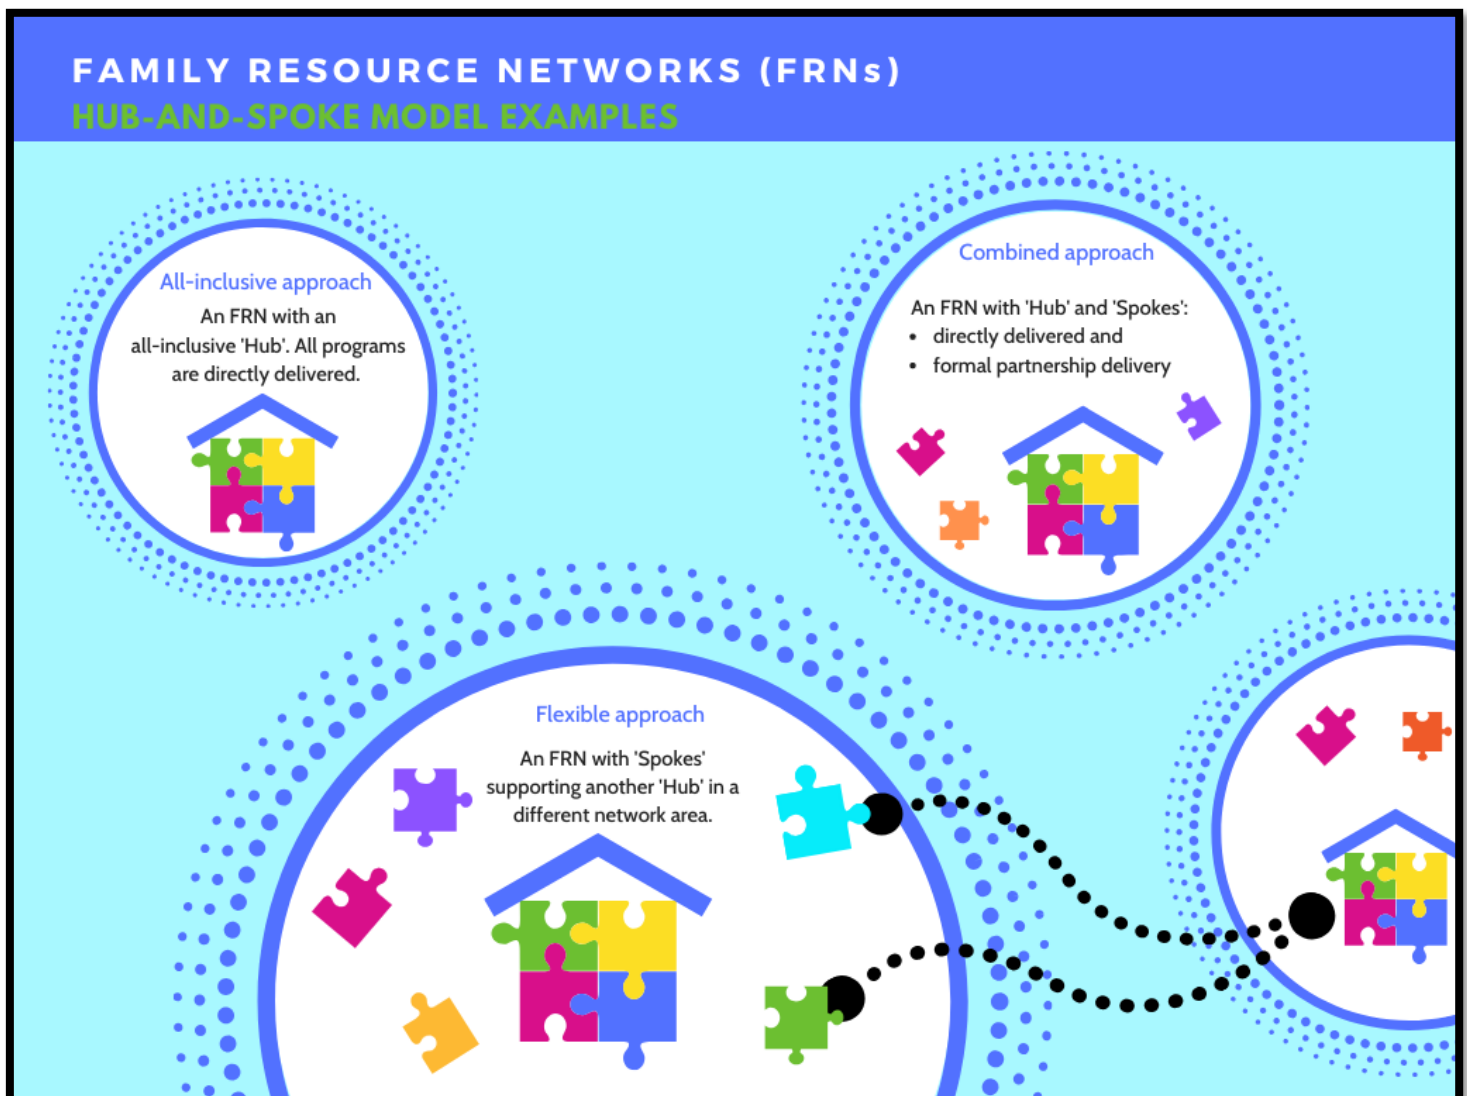 FAMILY RESOURCE NETWORKS (FRNs)
HUB-AND-SPOKE MODEL EXAMPLES
All-inclusive approach
An FRN with an
all-inclusive 'Hub'. All programs
are directly delivered.
Combined approach
An FRN with 'Hub' and 'Spokes':
• directly delivered and
• formal partnership delivery
Flexible approach
An FRN with 'Spokes'
supporting another 'Hub' in a
different network area.